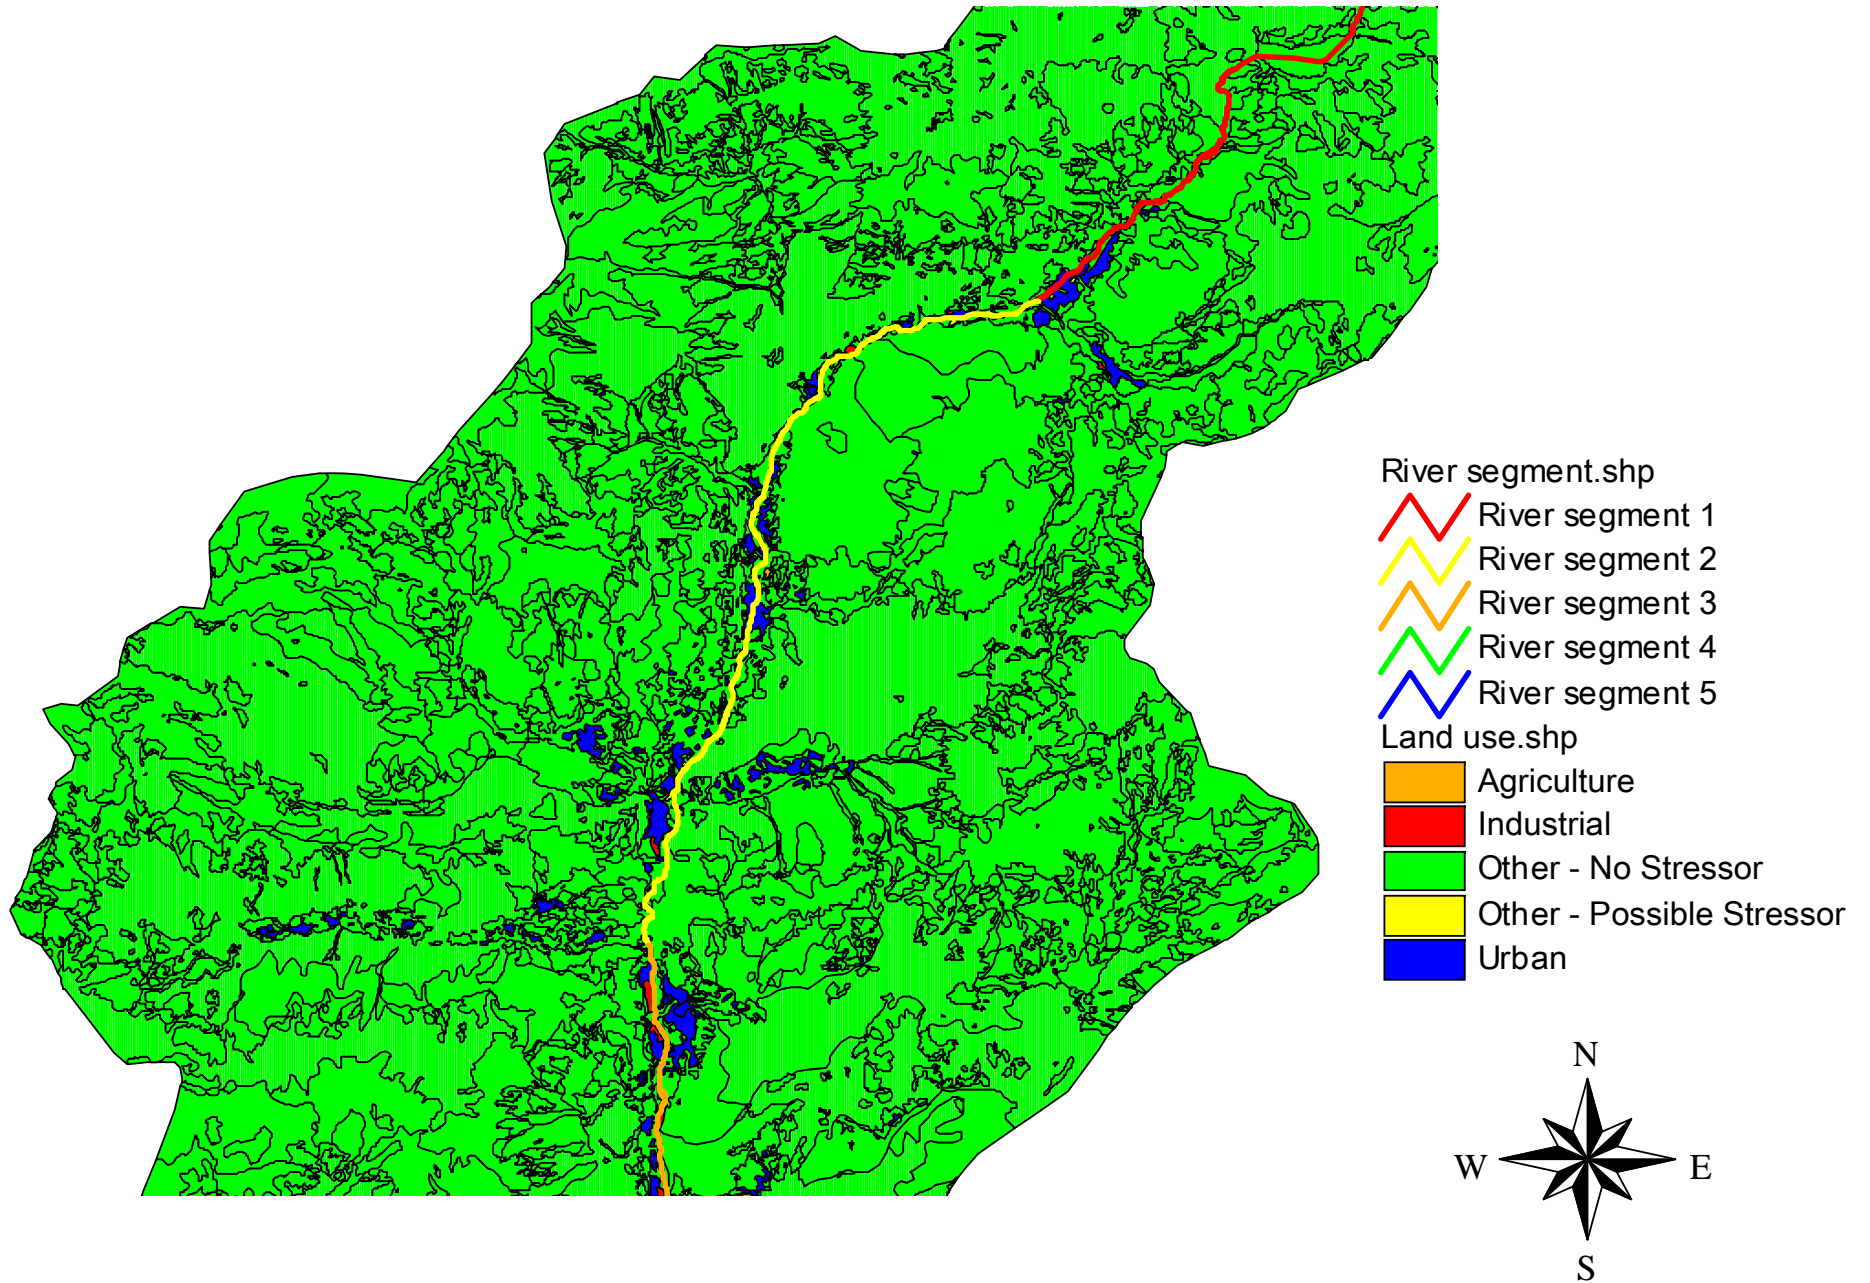 River segment.shp
River segment 1
River segment 2
River segment 3
River segment 4
River segment 5
Land use.shp
Agriculture
Industrial
Other - No Stressor
Other - Possible Stressor
Urban
N
W E
S